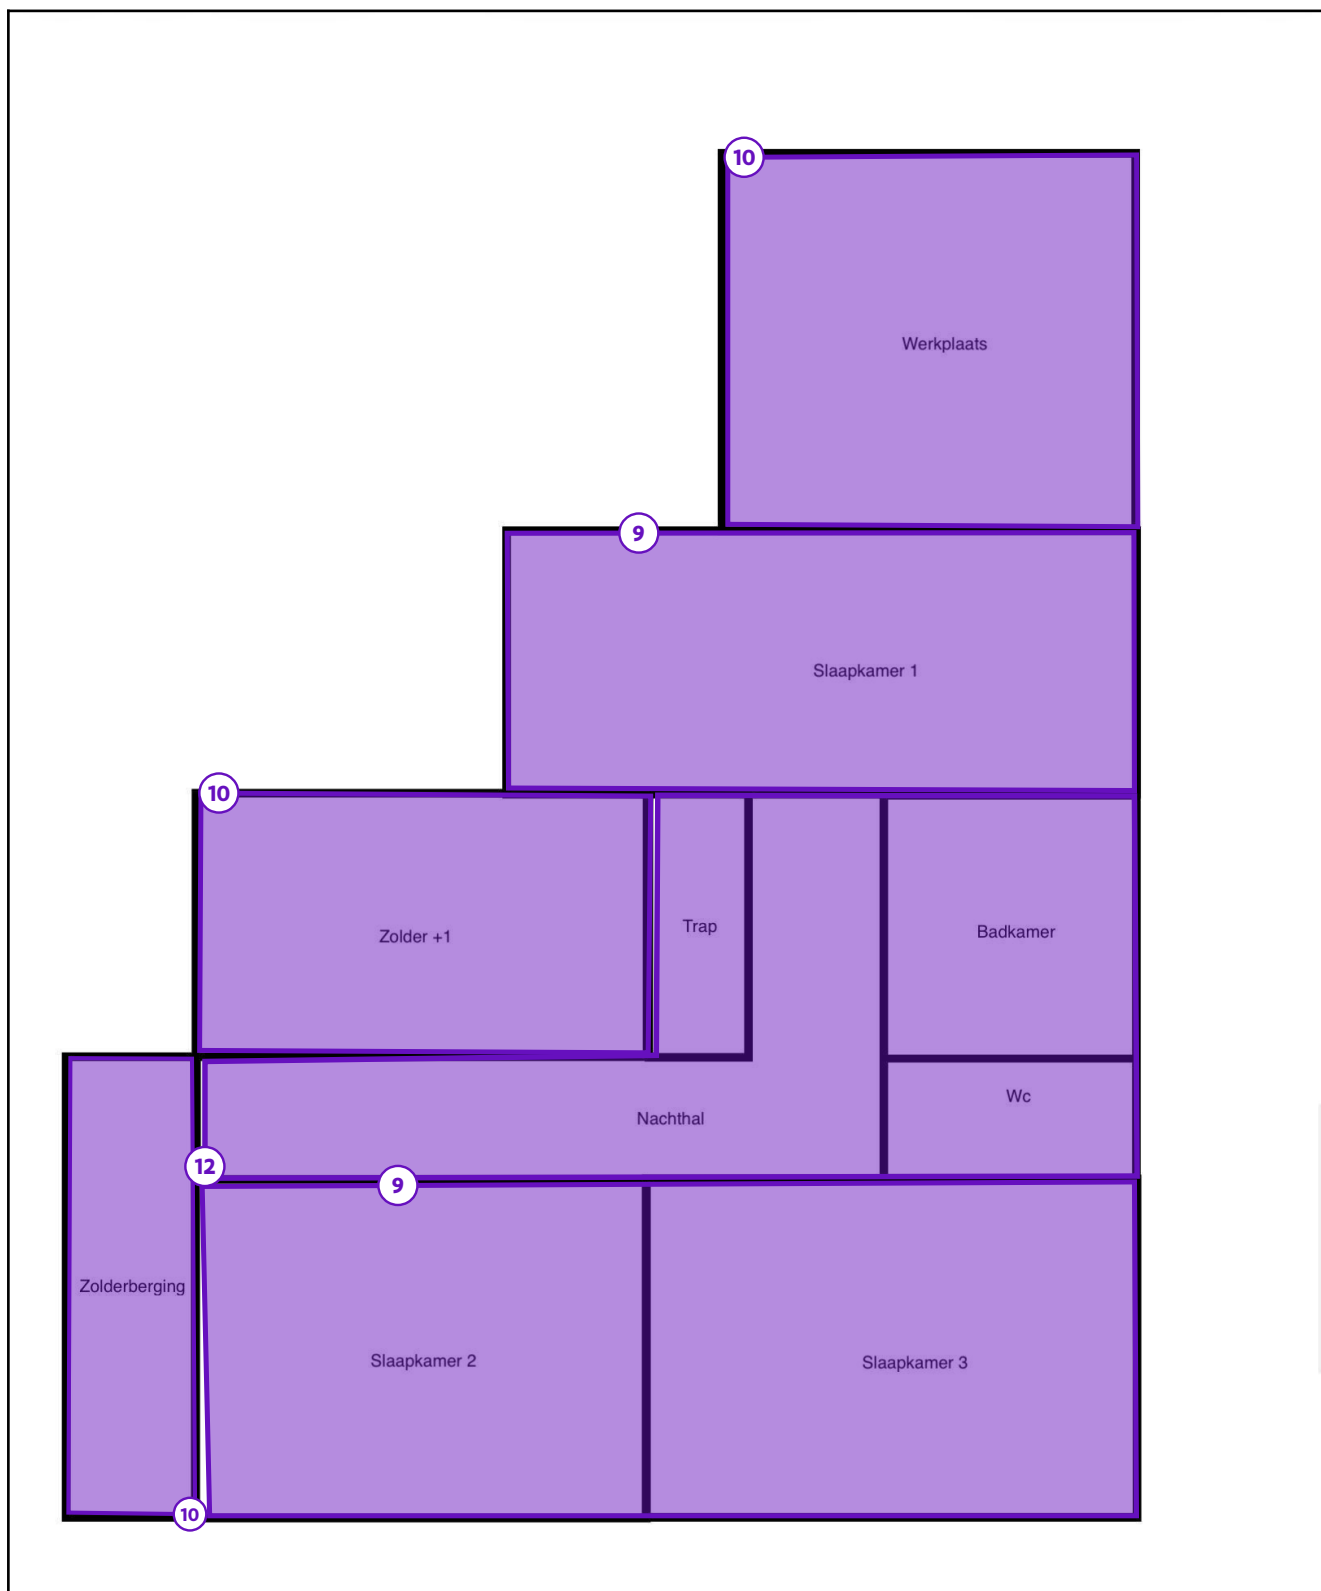 10
Werkplaats
9
Slaapkamer 1
10
Zolder +1
Trap
Badkamer
Wc
Nachthal
12
9
Zolderberging
Slaapkamer 2
Slaapkamer 3
10